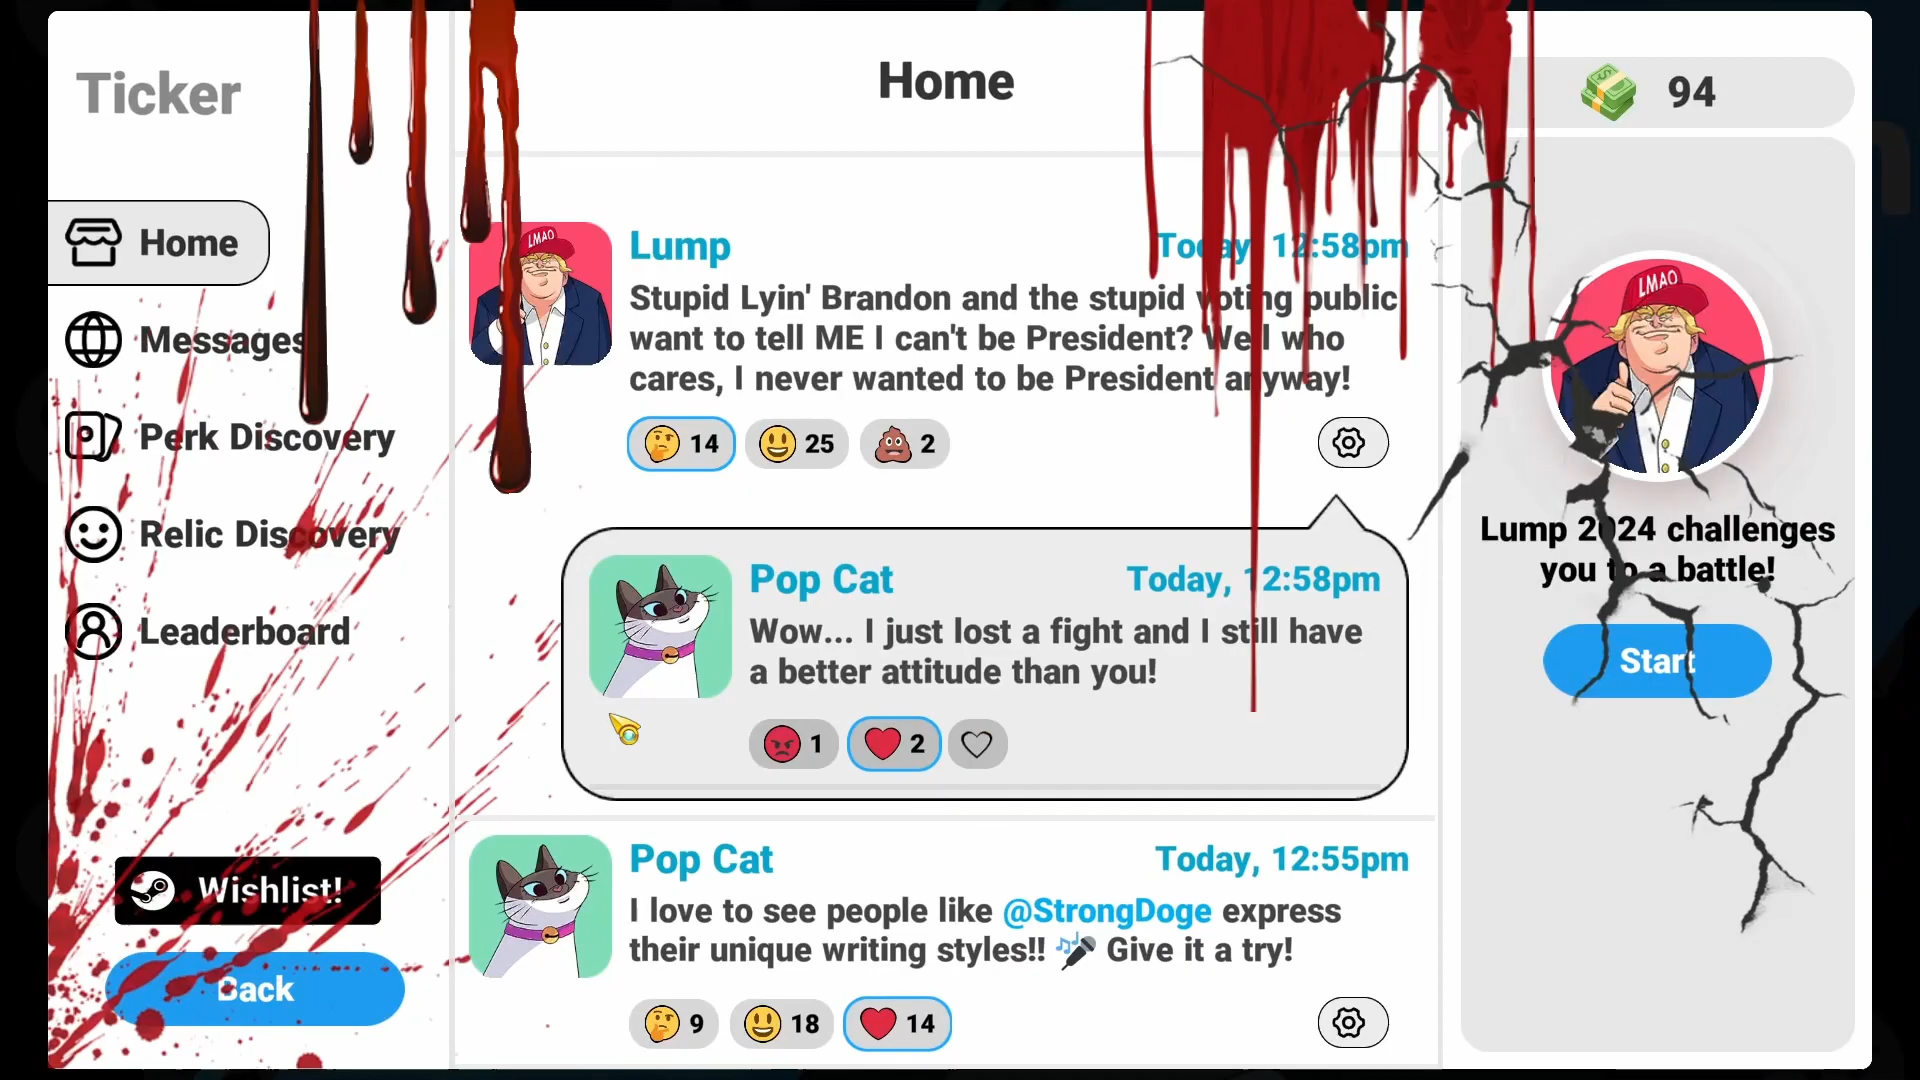 Ticker
Home
94
Home
Messages
Perk Discovery
Relic Discovery
Leaderboard
Wishlist!
Back
LMAO
Lump
Today, 12:58pm
Stupid Lyin' Brandon and the stupid voting public
want to tell ME I can't be President? Well who
cares, I never wanted to be President anyway!
14
25
2
Pop Cat
Today, 12:58pm
Wow... I just lost a fight and I still have
a better attitude than you!
1
2
Pop Cat
Today, 12:55pm
I love to see people like @StrongDoge express
their unique writing styles!! Give it a try!
9
18
14
LMAO
Lump 2024 challenges
you to a battle!
Start